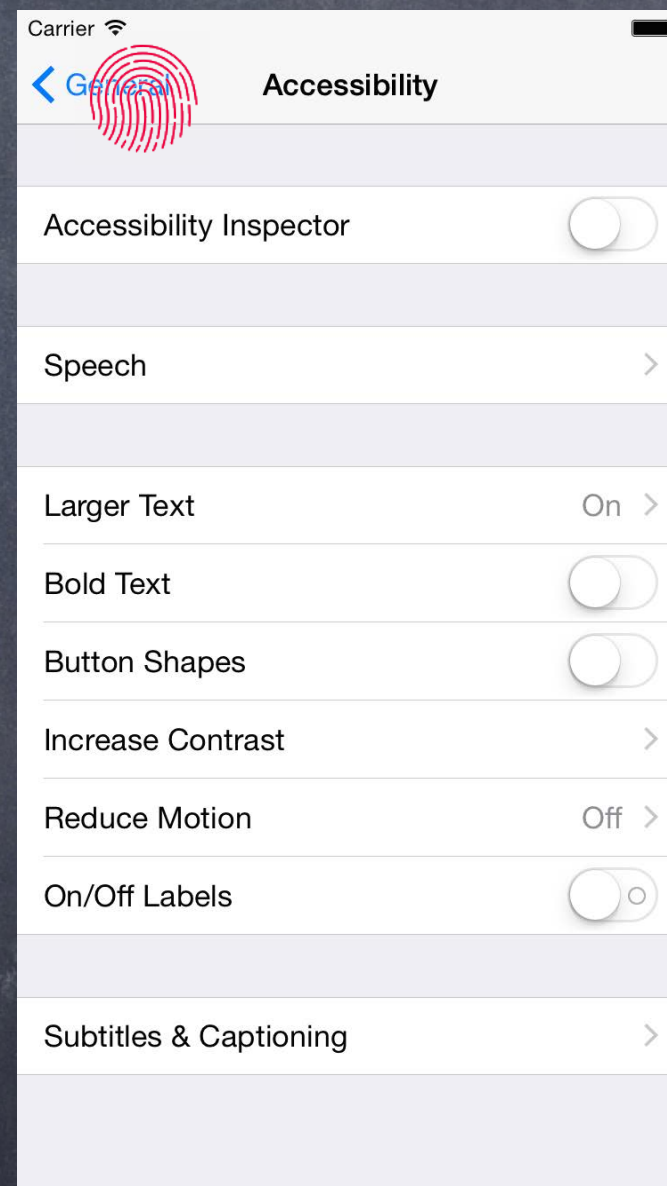 Carrier
General Accessibility
Accessibility Inspector
Speech
Larger Text On
Bold Text
Button Shapes
Increase Contrast
Reduce Motion Off
On/Off Labels
Subtitles & Captioning